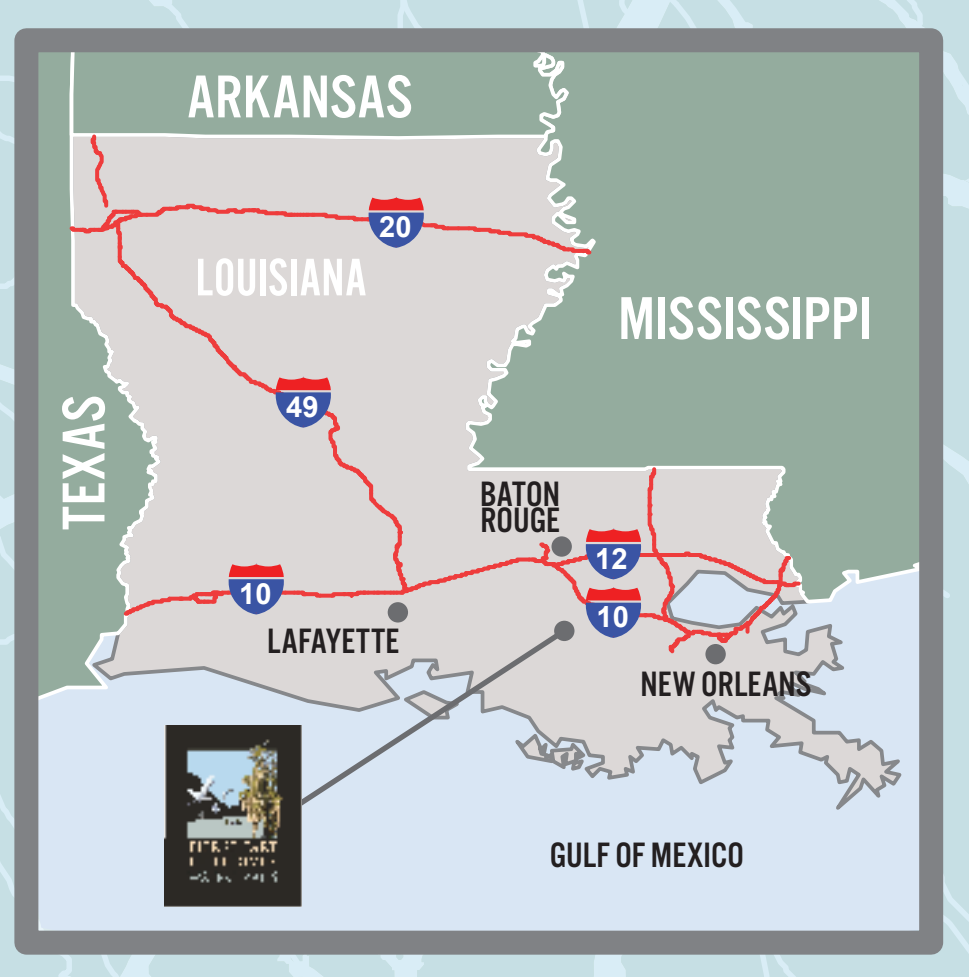 ARKANSAS
20
LOUISIANA
MISSISSIPPI
49
TEXAS
BATON
ROUGE
12
10
10
LAFAYETTE
NEW ORLEANS
GULF OF MEXICO